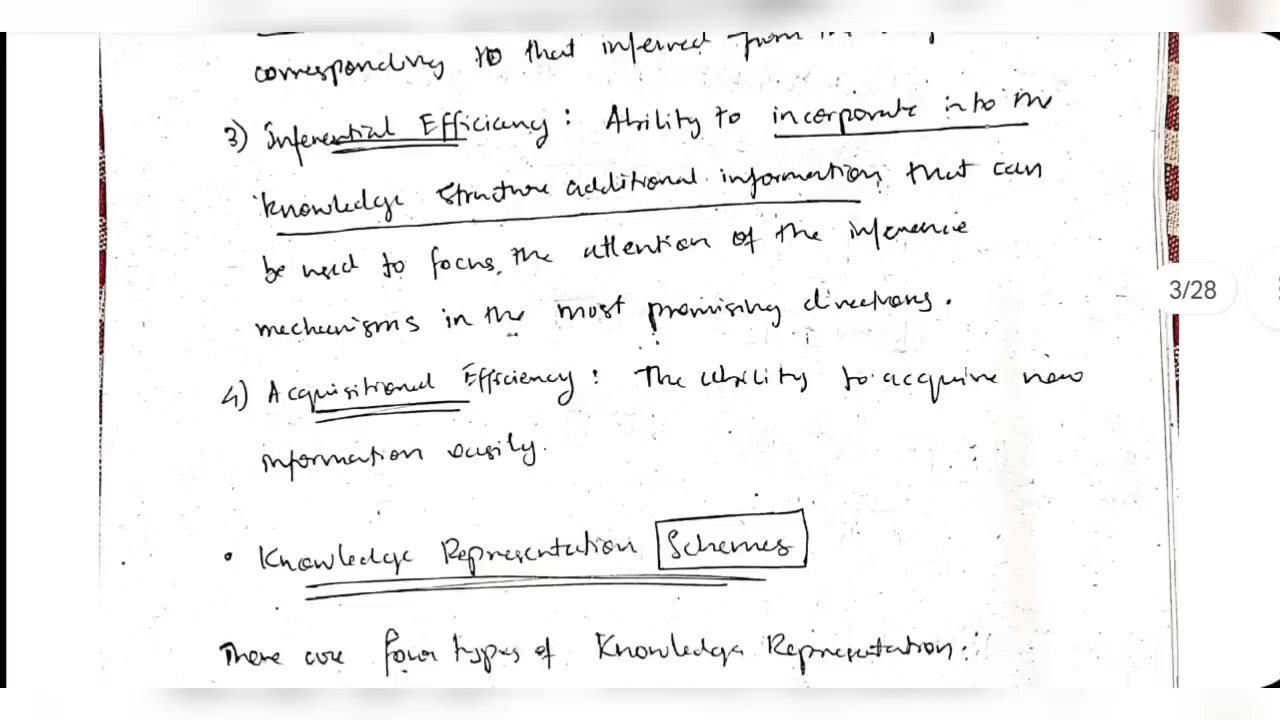 corresponding to that inferred from
3) Inferential Efficiency : Ability to incorporate into the
knowledge structure additional information, that can
be used to focus, the attention of the inference
mechanisms in the most promising directions.
4) Acquisitional Efficiency : The ability to acquire new
information easily.
• Knowledge Representation Schemes
There are four types of Knowledge Representation :
3/28